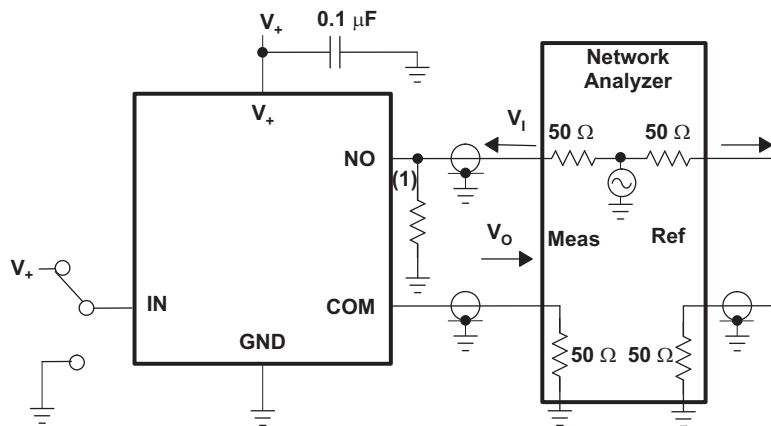 V+
0.1 μF
V+
NO
(1)
VI
Network
Analyzer
50 Ω
50 Ω
VO
Meas
Ref
V+
IN
COM
GND
50 Ω
50 Ω